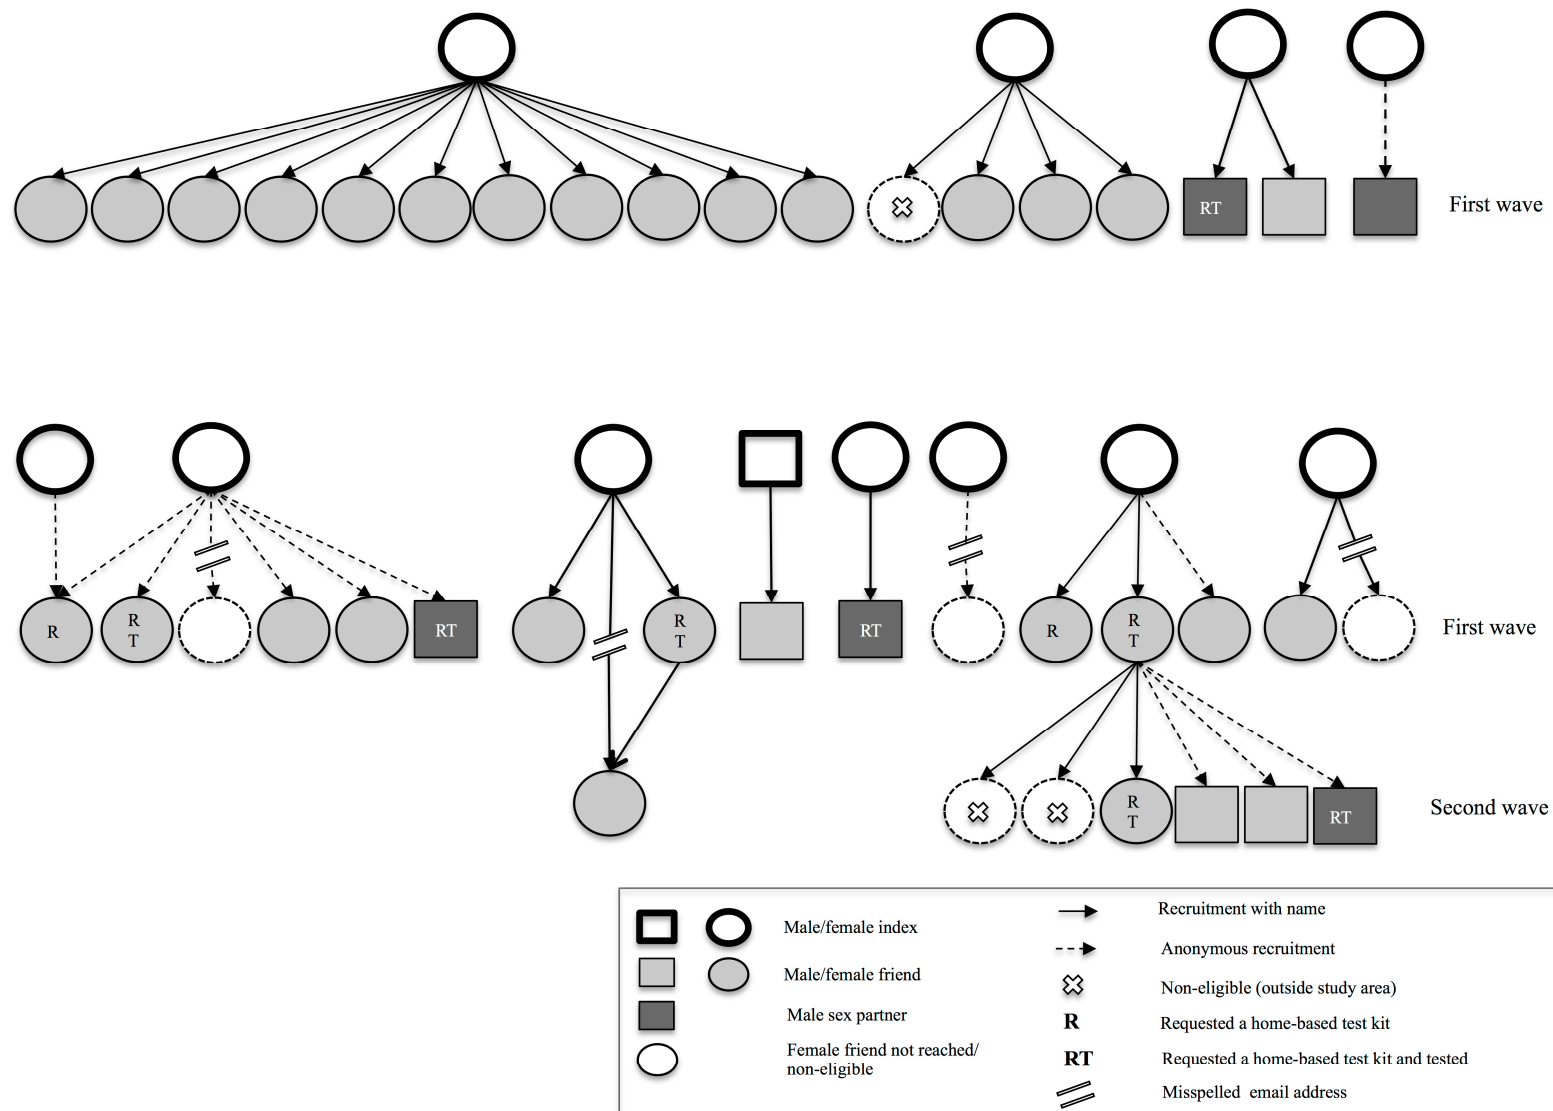 RT
First wave
R
R
T
RT
R
T
RT
R
R
T
First wave
R
T
RT
Second wave
Male/female index
Male/female friend
Male sex partner
Female friend not reached/
non-eligible
Recruitment with name
Anonymous recruitment
Non-eligible (outside study area)
R Requested a home-based test kit
RT Requested a home-based test kit and tested
Misspelled email address